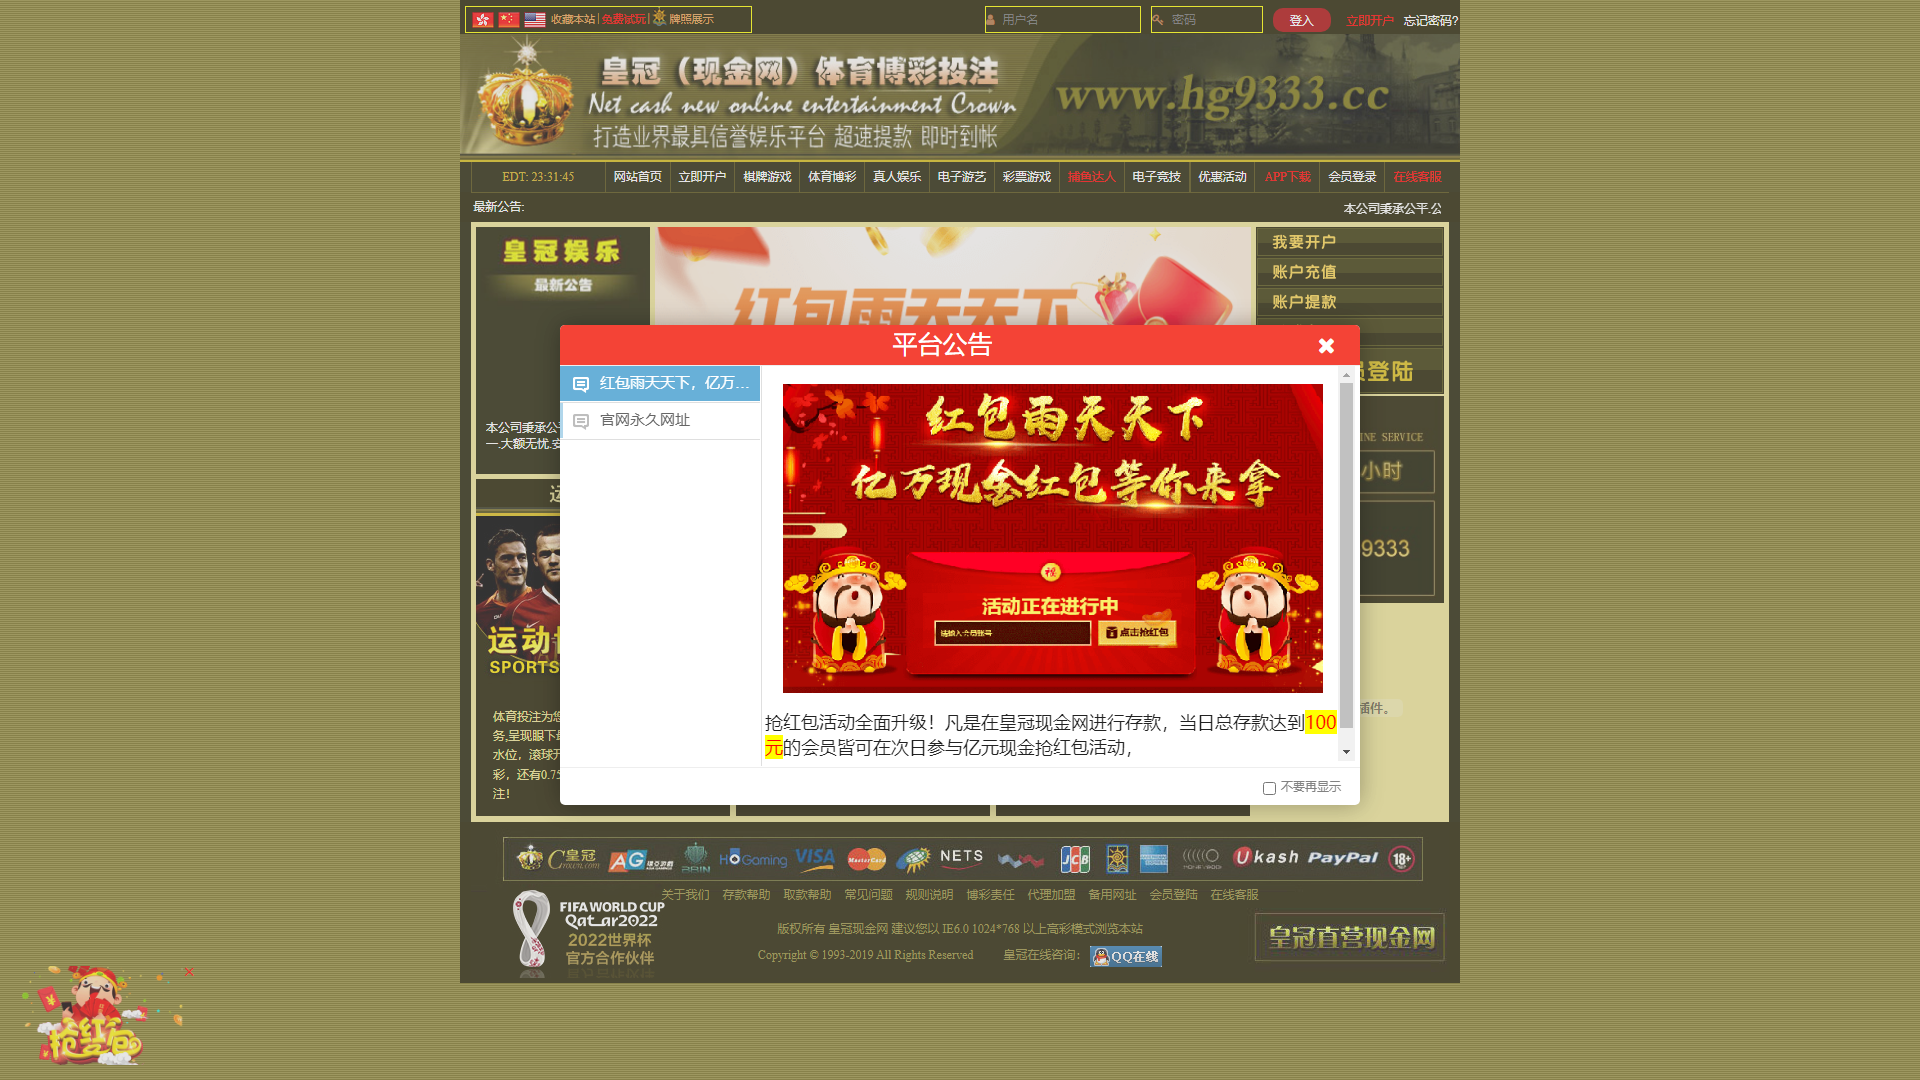 收藏本站| 免费试玩| 牌照展示
用户名
密码
登入
立即开户
忘记密码?
皇冠（现金网）体育博彩投注
Net cash new online entertainment Crown
打造业界最具信誉娱乐平台 超速提款 即时到帐
www.hg9333.cc
EDT: 23:31:45
网站首页
立即开户
棋牌游戏
体育博彩
真人娱乐
电子游艺
彩票游戏
捕鱼达人
电子竞技
优惠活动
APP下载
会员登录
在线客服
最新公告:
本公司秉承公平.公
皇冠娱乐
最新公告
红包雨天天下
我要开户
账户充值
账户提款
登陆
本公司秉承公
一.大额无忧.
INE SERVICE
小时
9333
SPORTS
体育投注为
务,呈现眼下
水位，滚球
彩，还有0.75
注！
插件。
平台公告
红包雨天天下，亿万...
官网永久网址
红包雨天天下
亿万现金红包等你来拿
活动正在进行中
请输入会员账号
点击抢红包
抢红包活动全面升级！凡是在皇冠现金网进行存款，当日总存款达到100
元的会员皆可在次日参与亿元现金抢红包活动，
不要再显示
皇冠
Crown.com
AG
BBIN
HoGaming
VISA
MasterCard
NETS
JCB
Ukash
PayPal
18+
关于我们
存款帮助
取款帮助
常见问题
规则说明
博彩责任
代理加盟
备用网址
会员登陆
在线客服
FIFA WORLD CUP
Qatar2022
2022世界杯
官方合作伙伴
版权所有 皇冠现金网 建议您以 IE6.0 1024*768 以上高彩模式浏览本站
Copyright © 1993-2019 All Rights Reserved
皇冠在线咨询：
QQ在线
皇冠直营现金网
抢红包